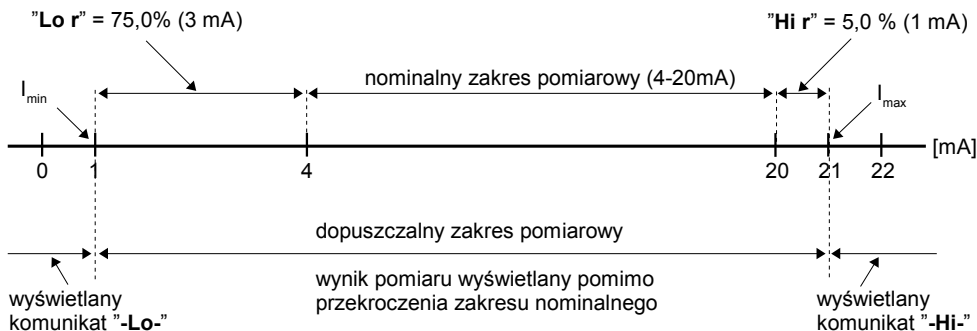 ”Lo r” = 75,0% (3 mA)
”Hi r” = 5,0 % (1 mA)
nominalny zakres pomiarowy (4-20mA)
Imin
Imax
[mA]
0 1 4 20 21 22
dopuszczalny zakres pomiarowy
wynik pomiaru wyświetlany pomimo
przekroczenia zakresu nominalnego
wyświetlany
komunikat ”-Lo-”
wyświetlany
komunikat ”-Hi-”